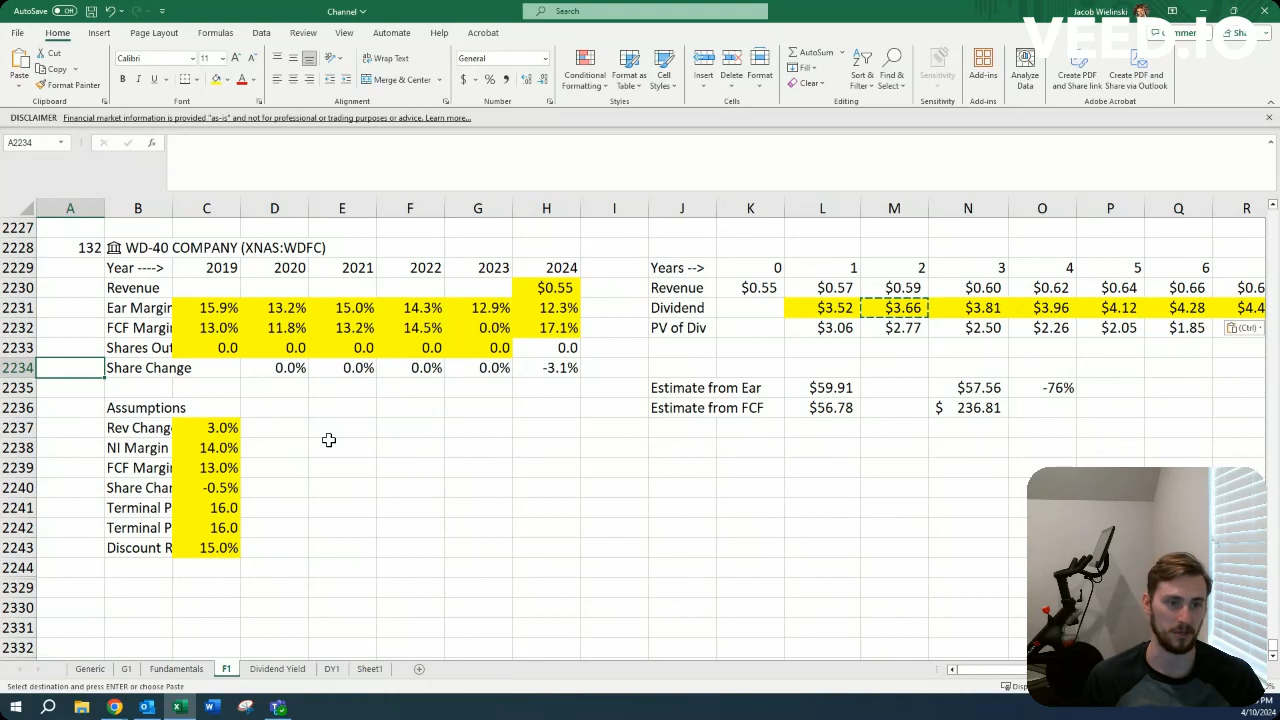 AutoSave Off Channel Search Jacob Wielinski
VEED.IO
File Home Insert Page Layout Formulas Data Review View Automate Help Acrobat Comments
Cut Copy Format Painter Paste Clipboard
Calibri 11 B I U A Font
Wrap Text Merge & Center Alignment
General $ % Number
Conditional Formatting Format as Table Cell Styles Styles
Insert Delete Format Cells
AutoSum Fill Clear Sort & Filter Find & Select Editing
Sensitivity Sensitivity
Add-ins Add-ins
Analyze Data
Create PDF and Share link Create PDF and Share via Outlook Adobe Acrobat
DISCLAIMER Financial market information is provided "as-is" and not for professional or trading purposes or advice. Learn more...
A2234 fx
A B C D E F G H I J K L M N O P Q R
2227
2228 132 WD-40 COMPANY (XNAS:WDFC)
2229 Year ----> 2019 2020 2021 2022 2023 2024 Years --> 0 1 2 3 4 5 6
2230 Revenue $0.55 Revenue $0.55 $0.57 $0.59 $0.60 $0.62 $0.64 $0.66 $0.6
2231 Ear Margin 15.9% 13.2% 15.0% 14.3% 12.9% 12.3% Dividend $3.52 $3.66 $3.81 $3.96 $4.12 $4.28 $4.4
2232 FCF Margin 13.0% 11.8% 13.2% 14.5% 0.0% 17.1% PV of Div $3.06 $2.77 $2.50 $2.26 $2.05 $1.85 (Ctrl)
2233 Shares Out 0.0 0.0 0.0 0.0 0.0 0.0
2234 Share Change 0.0% 0.0% 0.0% 0.0% -3.1%
2235 Estimate from Ear $59.91 $57.56 -76%
2236 Assumptions Estimate from FCF $56.78 $ 236.81
2237 Rev Chang 3.0%
2238 NI Margin 14.0%
2239 FCF Margi 13.0%
2240 Share Char -0.5%
2241 Terminal P 16.0
2242 Terminal P 16.0
2243 Discount R 15.0%
2244
2329
2330
2331
2332
Generic G1 Fundamentals F1 Dividend Yield DY1 Sheet1
Select destination and press ENTER or choose Paste
4/10/2024